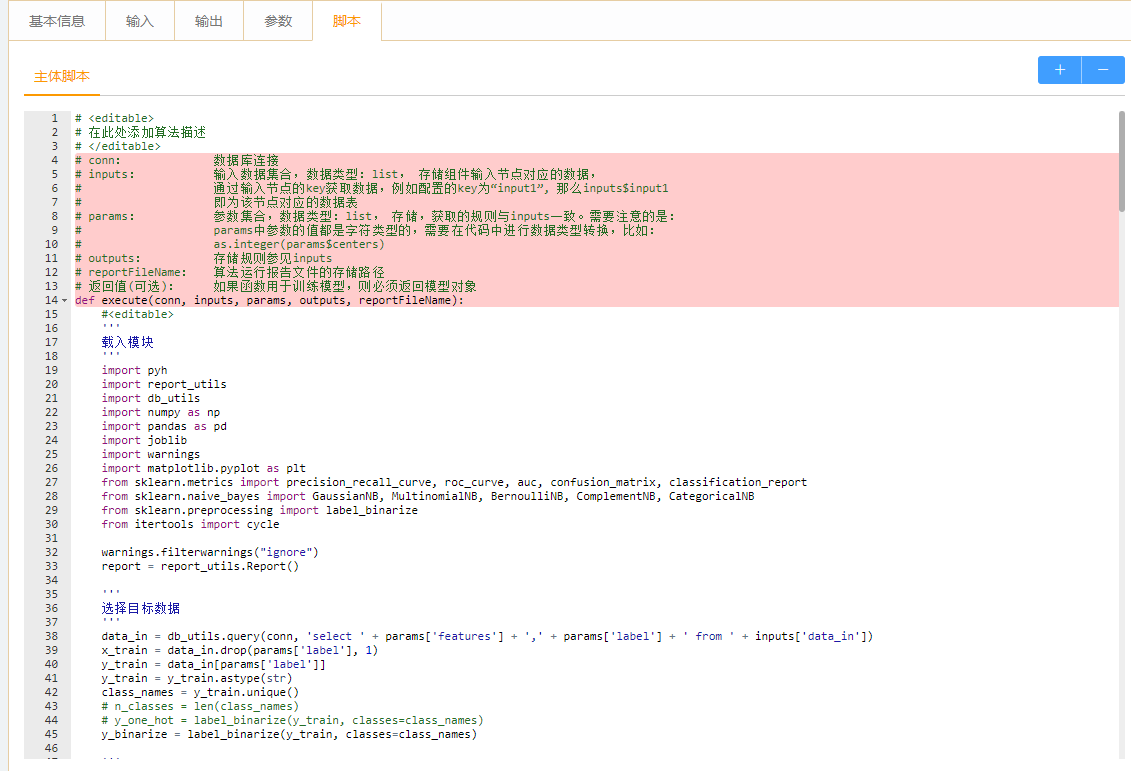 基本信息 输入 输出 参数 脚本
主体脚本
+ −
1 # <editable>
2 # 在此处添加算法描述
3 # </editable>
4 # conn: 数据库连接
5 # inputs: 输入数据集合，数据类型：list， 存储组件输入节点对应的数据，
6 # 通过输入节点的key获取数据，例如配置的key为“input1”, 那么inputs$input1
7 # 即为该节点对应的数据表
8 # params: 参数集合，数据类型：list， 存储，获取的规则与inputs一致。需要注意的是：
9 # params中参数的值都是字符类型的，需要在代码中进行数据类型转换，比如：
10 # as.integer(params$centers)
11 # outputs: 存储规则参见inputs
12 # reportFileName: 算法运行报告文件的存储路径
13 # 返回值(可选): 如果函数用于训练模型，则必须返回模型对象
14 def execute(conn, inputs, params, outputs, reportFileName):
15 #<editable>
16 '''
17 载入模块
18 '''
19 import pyh
20 import report_utils
21 import db_utils
22 import numpy as np
23 import pandas as pd
24 import joblib
25 import warnings
26 import matplotlib.pyplot as plt
27 from sklearn.metrics import precision_recall_curve, roc_curve, auc, confusion_matrix, classification_report
28 from sklearn.naive_bayes import GaussianNB, MultinomialNB, BernoulliNB, ComplementNB, CategoricalNB
29 from sklearn.preprocessing import label_binarize
30 from itertools import cycle
31
32 warnings.filterwarnings("ignore")
33 report = report_utils.Report()
34
35 '''
36 选择目标数据
37 '''
38 data_in = db_utils.query(conn, 'select ' + params['features'] + ',' + params['label'] + ' from ' + inputs['data_in'])
39 x_train = data_in.drop(params['label'], 1)
40 y_train = data_in[params['label']]
41 y_train = y_train.astype(str)
42 class_names = y_train.unique()
43 # n_classes = len(class_names)
44 # y_one_hot = label_binarize(y_train, classes=class_names)
45 y_binarize = label_binarize(y_train, classes=class_names)
46